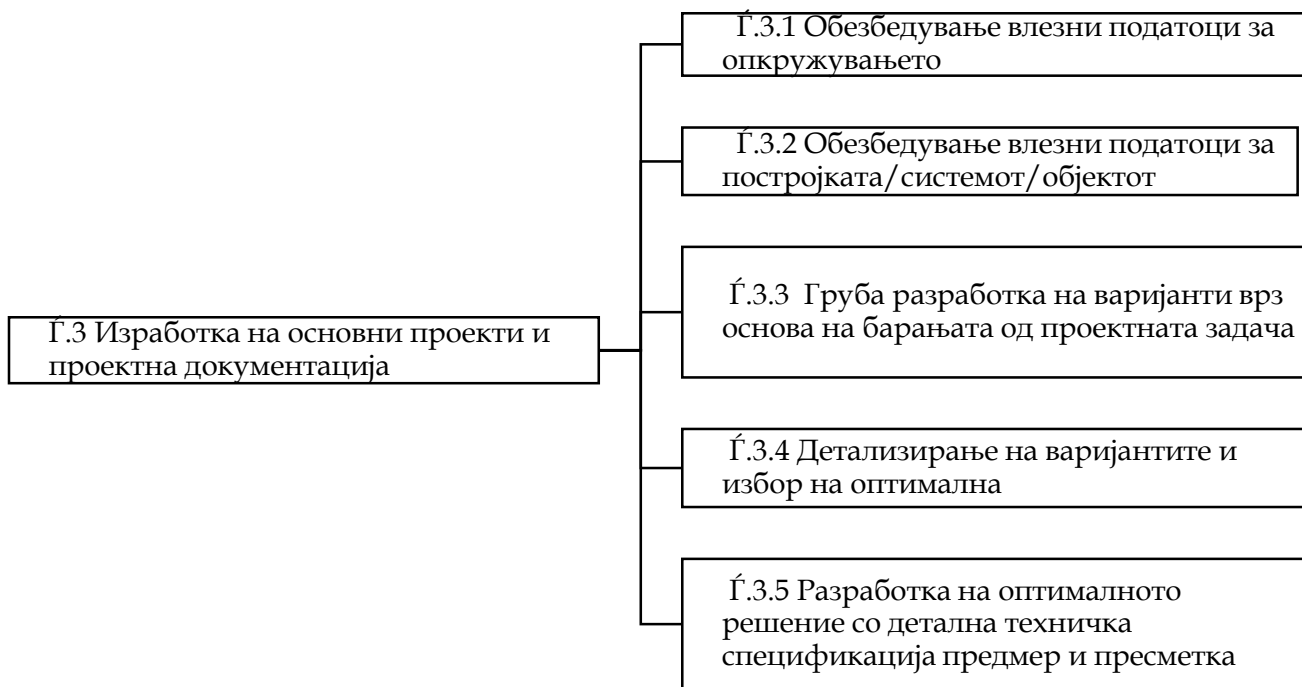 Ѓ.3.1 Обезбедување влезни податоци за
опкружувањето
Ѓ.3.2 Обезбедување влезни податоци за
постројката/системот/објектот
Ѓ.3.3 Груба разработка на варијанти врз
основа на барањата од проектната задача
Ѓ.3 Изработка на основни проекти и
проектна документација
Ѓ.3.4 Детализирање на варијантите и
избор на оптимална
Ѓ.3.5 Разработка на оптималното
решение со детална техничка
спецификација предмер и пресметка